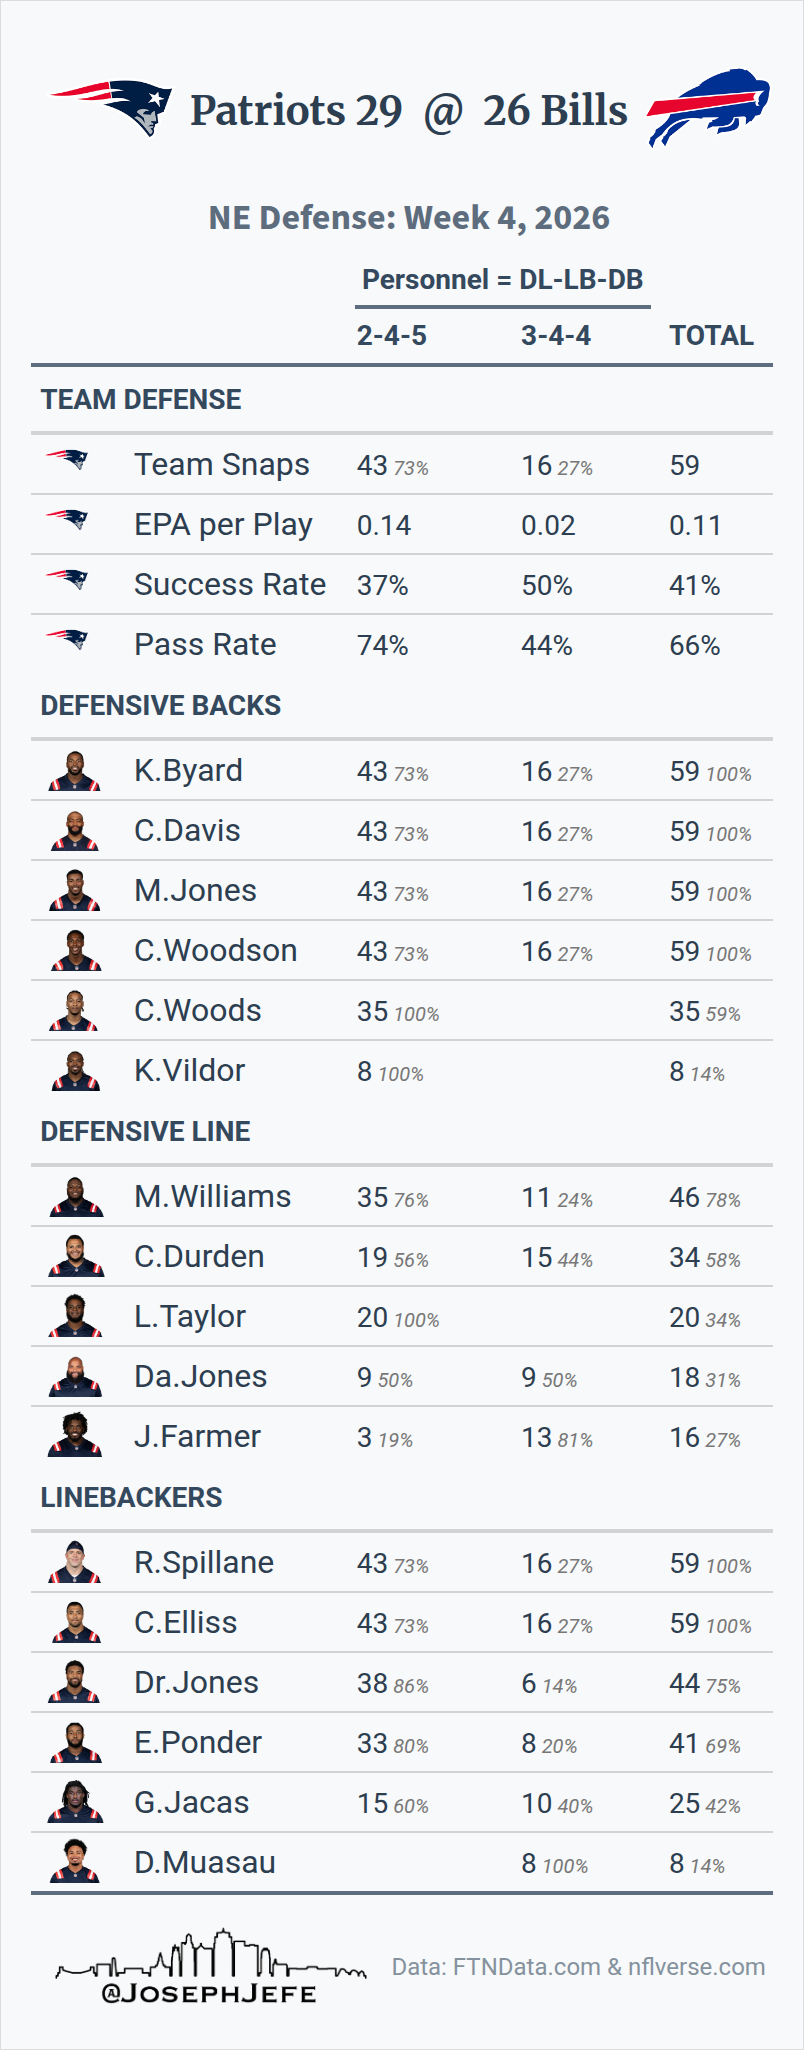 Patriots 29 @ 26 Bills
NE Defense: Week 4, 2026
Personnel = DL-LB-DB
2-4-5 3-4-4 TOTAL
TEAM DEFENSE
Team Snaps 43 73% 16 27% 59
EPA per Play 0.14 0.02 0.11
Success Rate 37% 50% 41%
Pass Rate 74% 44% 66%
DEFENSIVE BACKS
K.Byard 43 73% 16 27% 59 100%
C.Davis 43 73% 16 27% 59 100%
M.Jones 43 73% 16 27% 59 100%
C.Woodson 43 73% 16 27% 59 100%
C.Woods 35 100% 35 59%
K.Vildor 8 100% 8 14%
DEFENSIVE LINE
M.Williams 35 76% 11 24% 46 78%
C.Durden 19 56% 15 44% 34 58%
L.Taylor 20 100% 20 34%
Da.Jones 9 50% 9 50% 18 31%
J.Farmer 3 19% 13 81% 16 27%
LINEBACKERS
R.Spillane 43 73% 16 27% 59 100%
C.Elliss 43 73% 16 27% 59 100%
Dr.Jones 38 86% 6 14% 44 75%
E.Ponder 33 80% 8 20% 41 69%
G.Jacas 15 60% 10 40% 25 42%
D.Muasau 8 100% 8 14%
@JOSEPHJEFE
Data: FTNData.com & nflverse.com